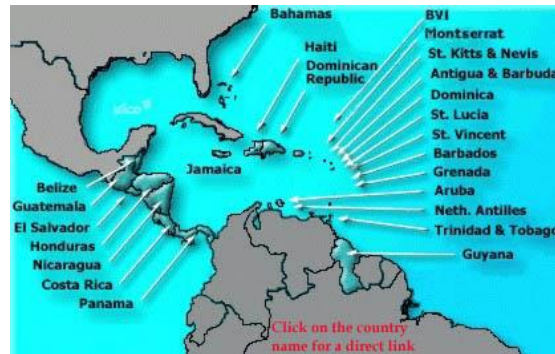 Bahamas
Haiti
Dominican
Republic
BVI
Montserrat
St. Kitts & Nevis
Antigua & Barbuda
Dominica
St. Lucia
St. Vincent
Barbados
Grenada
Aruba
Neth. Antilles
Trinidad & Tobago
Guyana
Jamaica
Belize
Guatemala
El Salvador
Honduras
Nicaragua
Costa Rica
Panama
Click on the country
name for a direct link